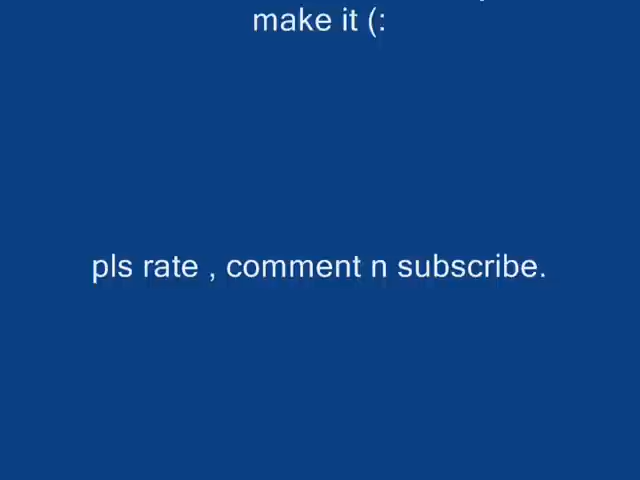 make it (:
pls rate , comment n subscribe.